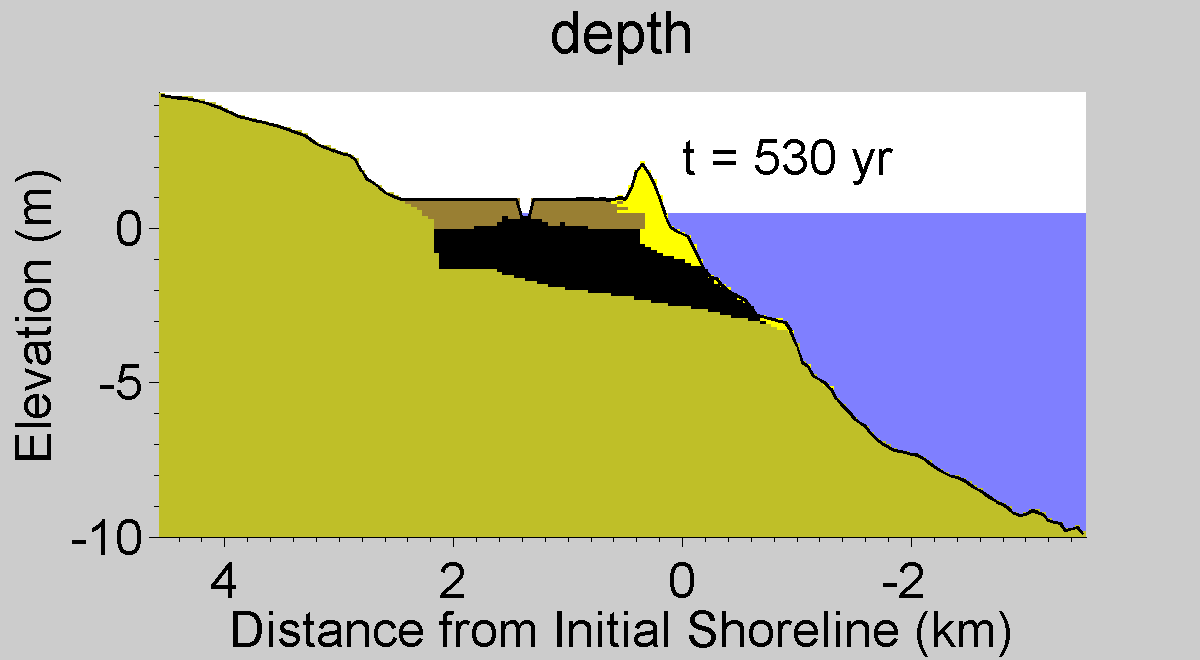 depth
t = 530 yr
Elevation (m)
0
-5
-10
4 2 0 -2
Distance from Initial Shoreline (km)